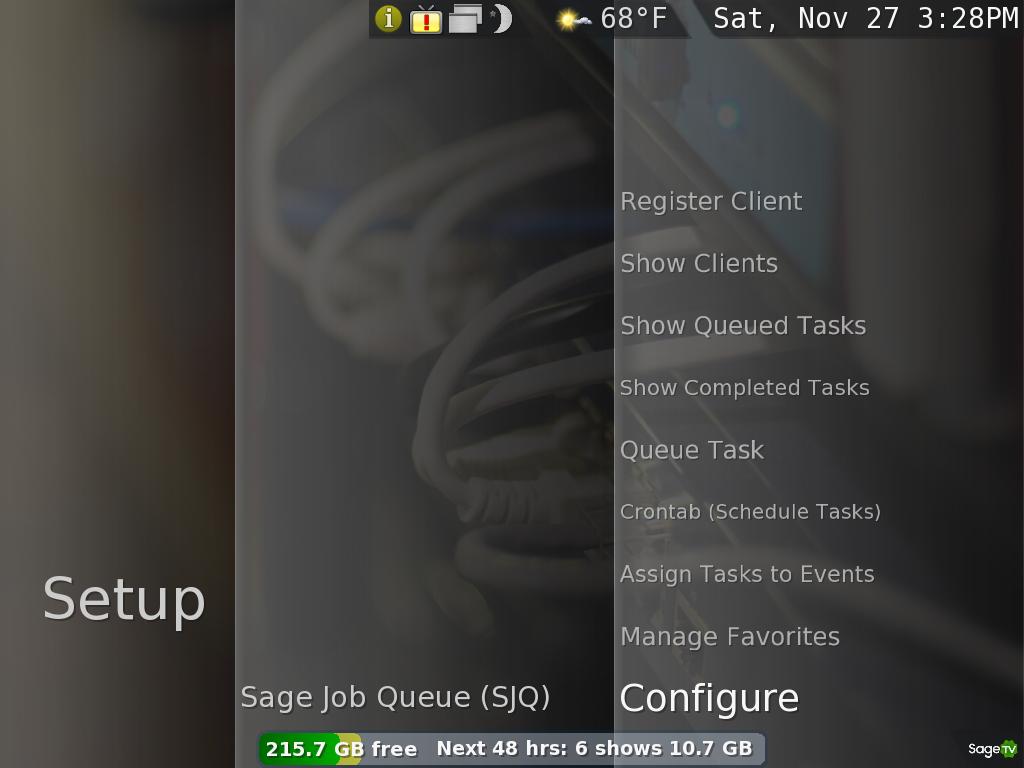 68°F
Sat, Nov 27 3:28PM
Register Client
Show Clients
Show Queued Tasks
Show Completed Tasks
Queue Task
Crontab (Schedule Tasks)
Assign Tasks to Events
Setup
Manage Favorites
Sage Job Queue (SJQ)
Configure
215.7 GB free Next 48 hrs: 6 shows 10.7 GB
SageTV